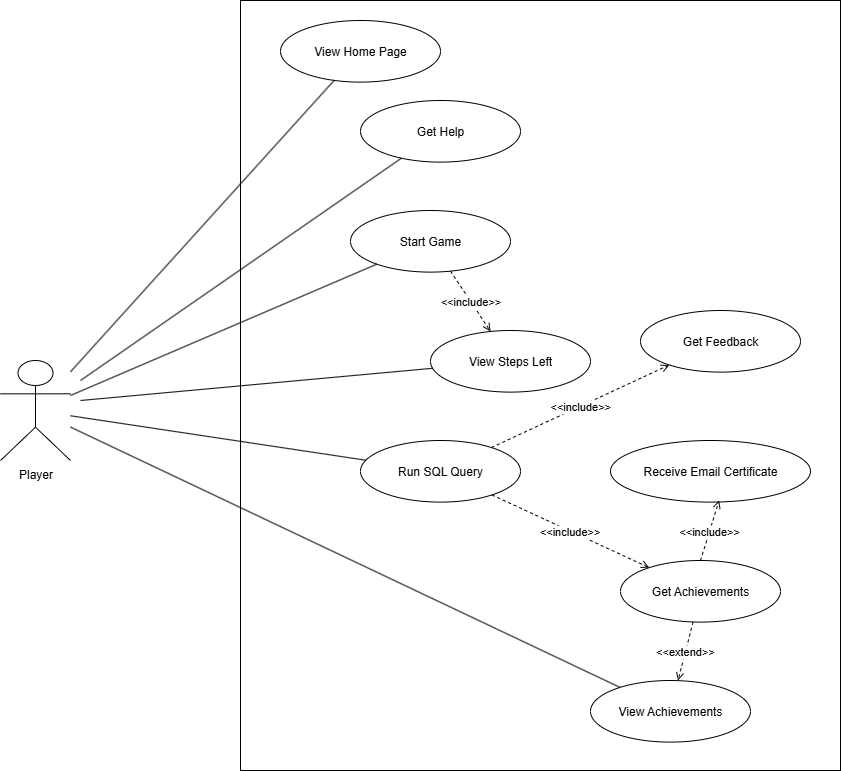 View Home Page
Get Help
Start Game
<<include>>
View Steps Left
Get Feedback
<<include>>
Player
Run SQL Query
Receive Email Certificate
<<include>>
<<include>>
Get Achievements
<<extend>>
View Achievements